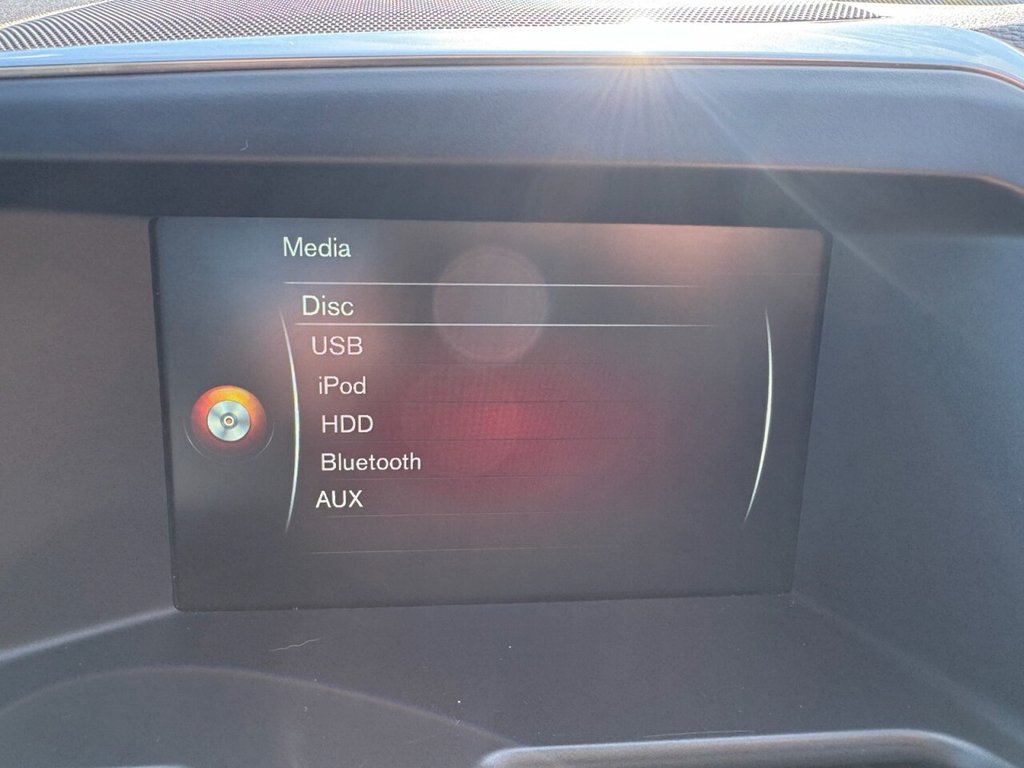 Media
Disc
USB
iPod
HDD
Bluetooth
AUX